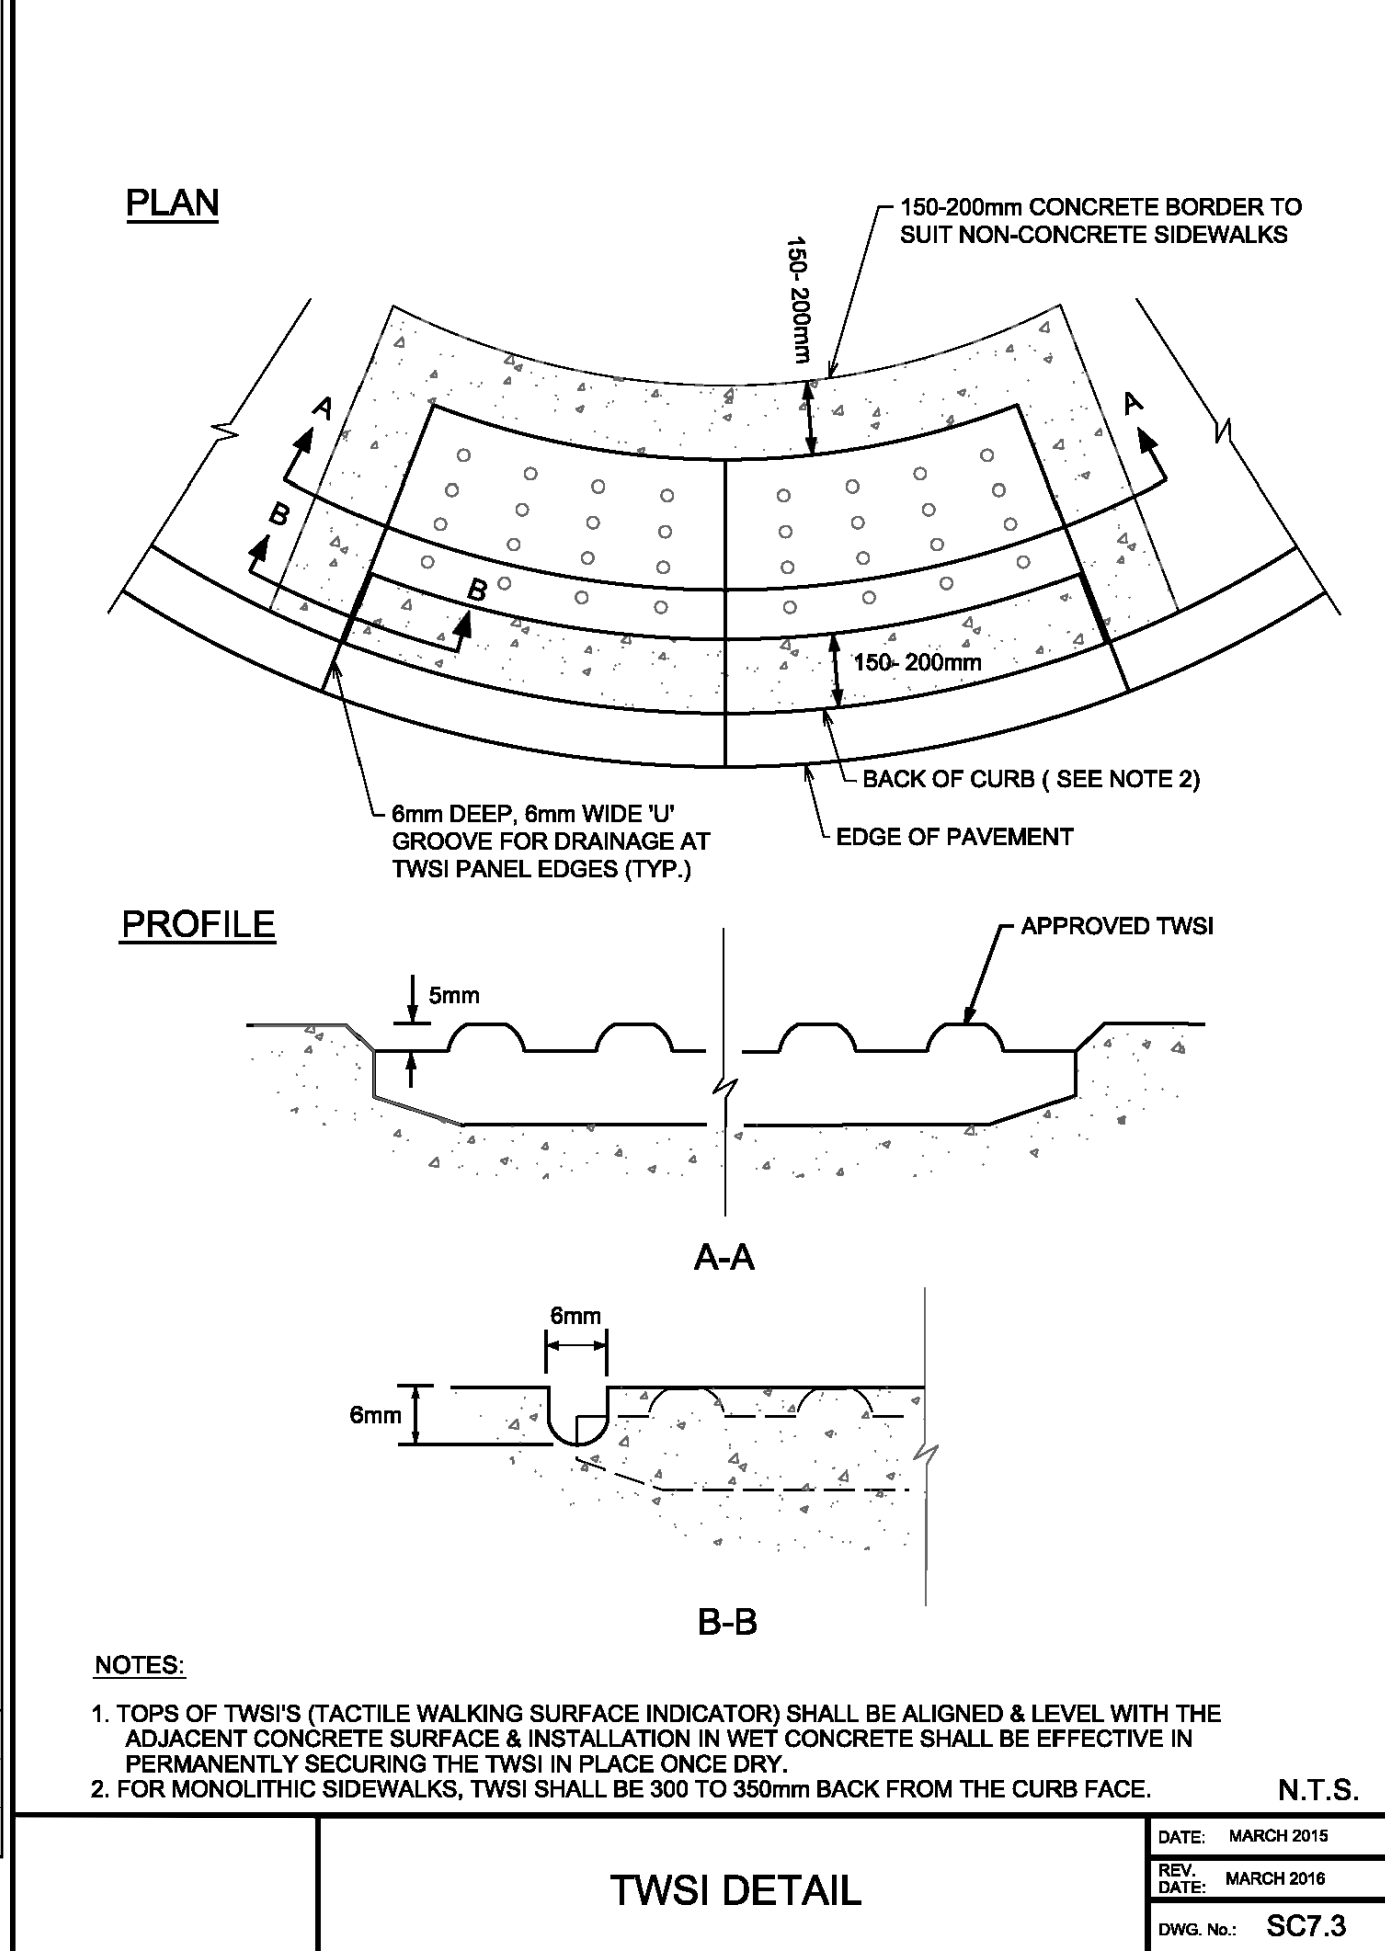 PLAN
150-200mm CONCRETE BORDER TO
SUIT NON-CONCRETE SIDEWALKS
150- 200mm
A
A
B
B
150- 200mm
BACK OF CURB ( SEE NOTE 2)
6mm DEEP, 6mm WIDE 'U'
GROOVE FOR DRAINAGE AT
TWSI PANEL EDGES (TYP.)
EDGE OF PAVEMENT
PROFILE
APPROVED TWSI
5mm
A-A
6mm
6mm
B-B
NOTES:
1. TOPS OF TWSI'S (TACTILE WALKING SURFACE INDICATOR) SHALL BE ALIGNED & LEVEL WITH THE
ADJACENT CONCRETE SURFACE & INSTALLATION IN WET CONCRETE SHALL BE EFFECTIVE IN
PERMANENTLY SECURING THE TWSI IN PLACE ONCE DRY.
2. FOR MONOLITHIC SIDEWALKS, TWSI SHALL BE 300 TO 350mm BACK FROM THE CURB FACE.
N.T.S.
TWSI DETAIL
DATE: MARCH 2015
REV.
DATE: MARCH 2016
DWG. No.: SC7.3